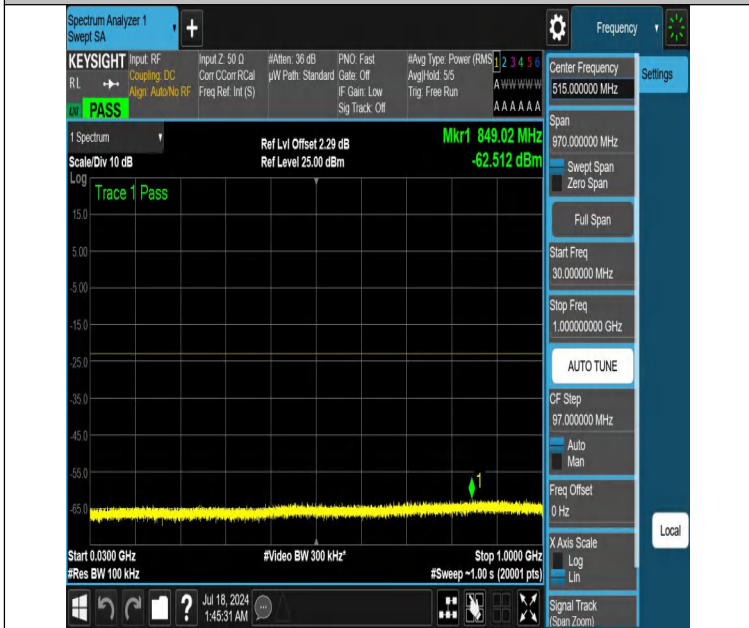 Spectrum Analyzer 1
Swept SA
Frequency
KEYSIGHT
RL
LXI PASS
Input: RF
Coupling: DC
Align: Auto/No RF
Input Z: 50 Ω
Corr CCorr RCal
Freq Ref: Int (S)
#Atten: 36 dB
µW Path: Standard
PNO: Fast
Gate: Off
IF Gain: Low
Sig Track: Off
#Avg Type: Power (RMS
Avg|Hold: 5/5
Trig: Free Run
1 2 3 4 5 6
A W W W W W
A A A A A A
1 Spectrum
Scale/Div 10 dB
Ref Lvl Offset 2.29 dB
Ref Level 25.00 dBm
Mkr1 849.02 MHz
-62.512 dBm
Log
Trace 1 Pass
15.0
5.00
-5.00
-15.0
-25.0
-35.0
-45.0
-55.0
-65.0
1
Start 0.0300 GHz
#Res BW 100 kHz
#Video BW 300 kHz*
Stop 1.0000 GHz
#Sweep ~1.00 s (20001 pts)
Jul 18, 2024
1:45:31 AM
Center Frequency
515.000000 MHz
Settings
Span
970.000000 MHz
Swept Span
Zero Span
Full Span
Start Freq
30.000000 MHz
Stop Freq
1.000000000 GHz
AUTO TUNE
CF Step
97.000000 MHz
Auto
Man
Freq Offset
0 Hz
Local
X Axis Scale
Log
Lin
Signal Track
(Span Zoom)